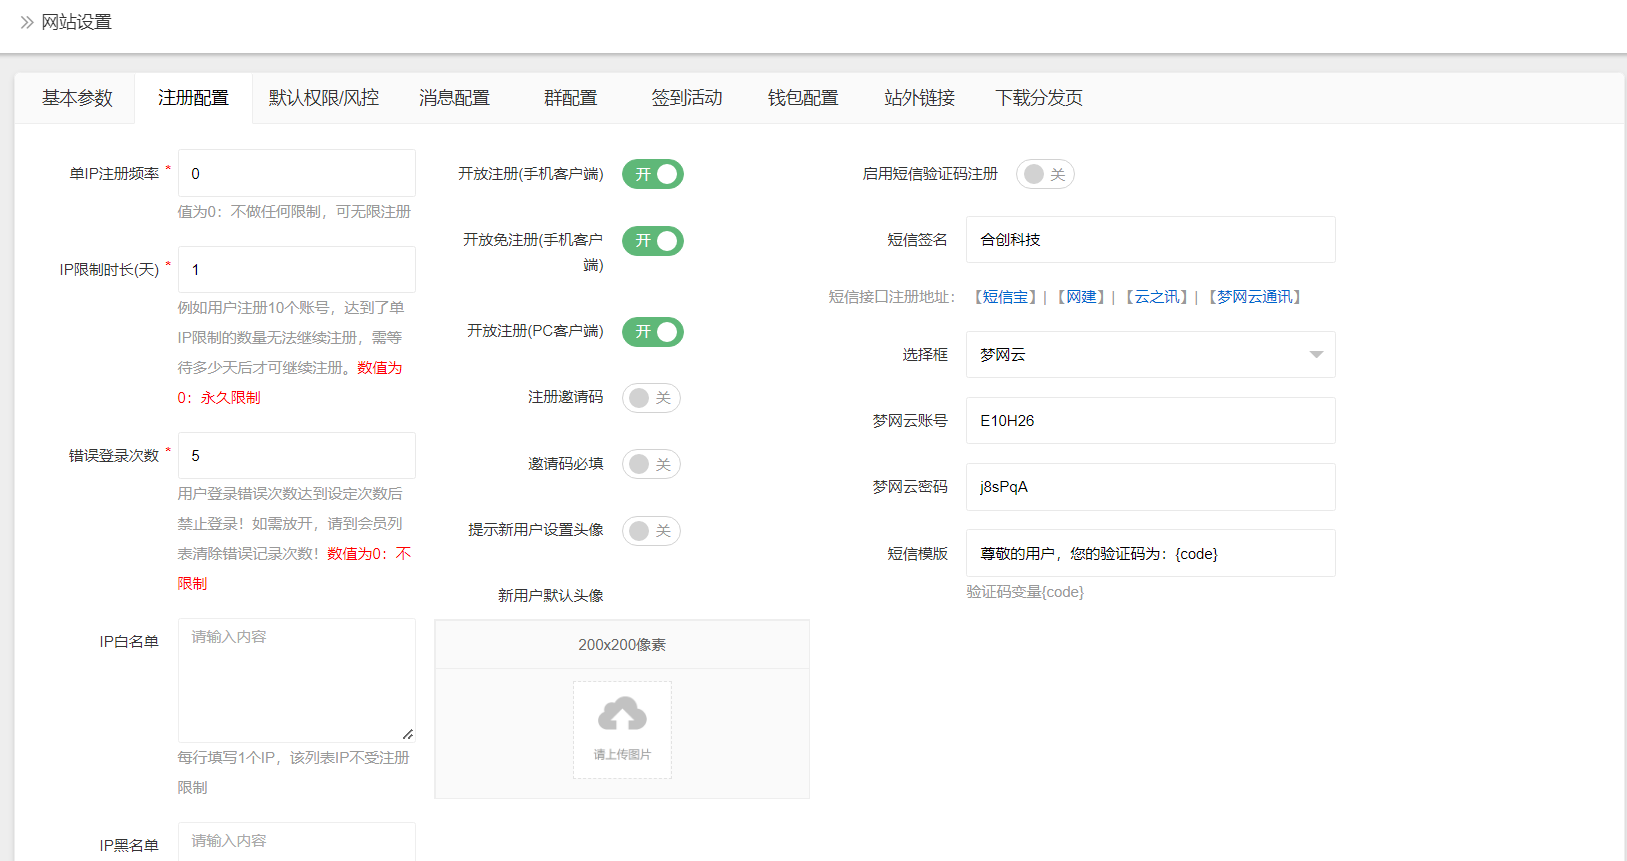 网站设置
基本参数
注册配置
默认权限/风控
消息配置
群配置
签到活动
钱包配置
站外链接
下载分发页
单IP注册频率 *
0
值为0：不做任何限制，可无限注册
IP限制时长(天) *
1
例如用户注册10个账号，达到了单
IP限制的数量无法继续注册，需等
待多少天后才可继续注册。数值为
0：永久限制
错误登录次数 *
5
用户登录错误次数达到设定次数后
禁止登录！如需放开，请到会员列
表清除错误记录次数！数值为0：不
限制
IP白名单
请输入内容
每行填写1个IP，该列表IP不受注册
限制
IP黑名单
请输入内容
开放注册(手机客户端)
开
开放免注册(手机客户
端)
开
开放注册(PC客户端)
开
注册邀请码
关
邀请码必填
关
提示新用户设置头像
关
新用户默认头像
200x200像素
请上传图片
启用短信验证码注册
关
短信签名
合创科技
短信接口注册地址： 【短信宝】| 【网建】| 【云之讯】| 【梦网云通讯】
选择框
梦网云
梦网云账号
E10H26
梦网云密码
j8sPqA
短信模版
尊敬的用户，您的验证码为：{code}
验证码变量{code}